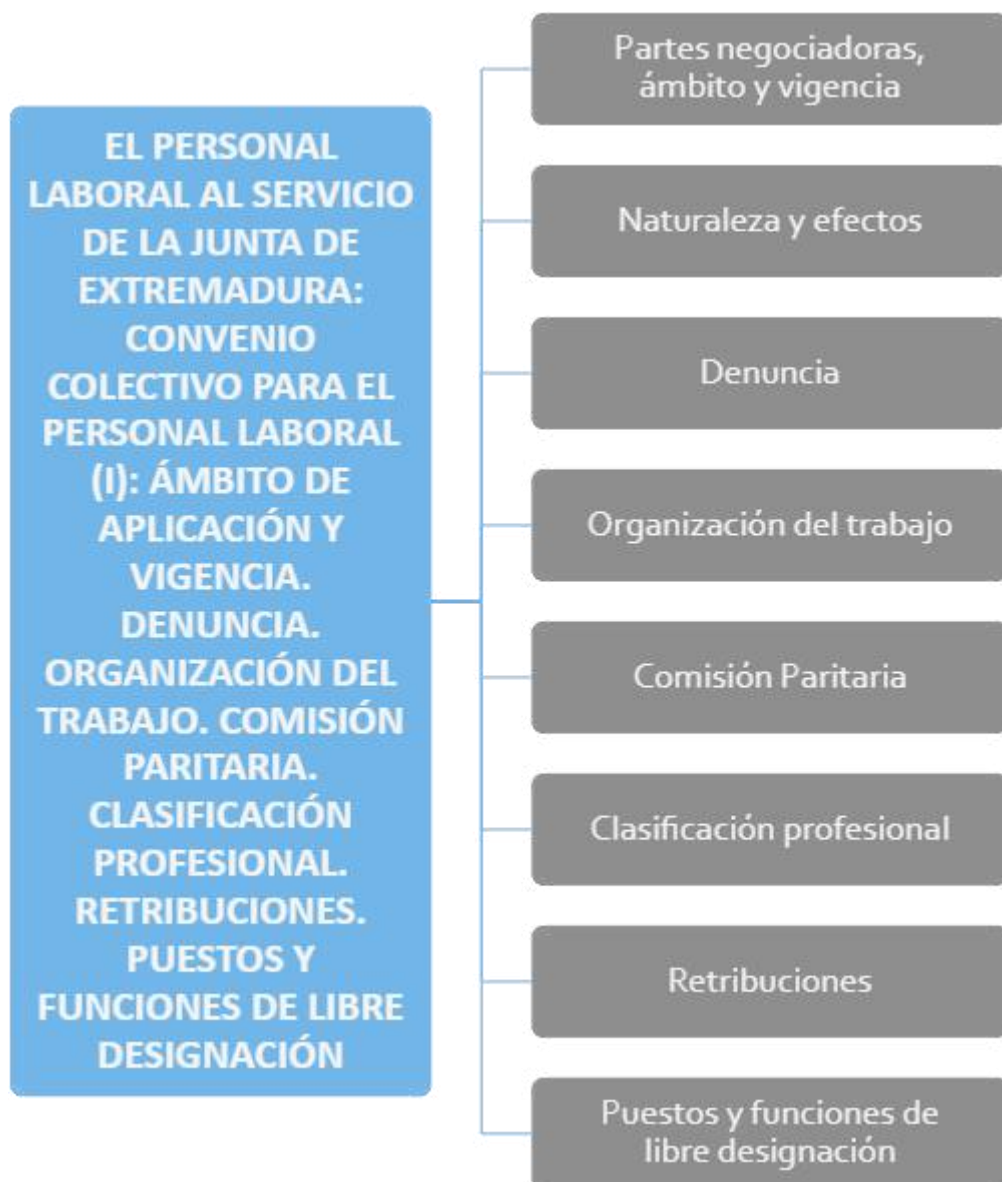 EL PERSONAL
LABORAL AL SERVICIO
DE LA JUNTA DE
EXTREMADURA:
CONVENIO
COLECTIVO PARA EL
PERSONAL LABORAL
(I): ÁMBITO DE
APLICACIÓN Y
VIGENCIA.
DENUNCIA.
ORGANIZACIÓN DEL
TRABAJO. COMISIÓN
PARITARIA.
CLASIFICACIÓN
PROFESIONAL.
RETRIBUCIONES.
PUESTOS Y
FUNCIONES DE LIBRE
DESIGNACIÓN
Partes negociadoras,
ámbito y vigencia
Naturaleza y efectos
Denuncia
Organización del trabajo
Comisión Paritaria
Clasificación profesional
Retribuciones
Puestos y funciones de
libre designación